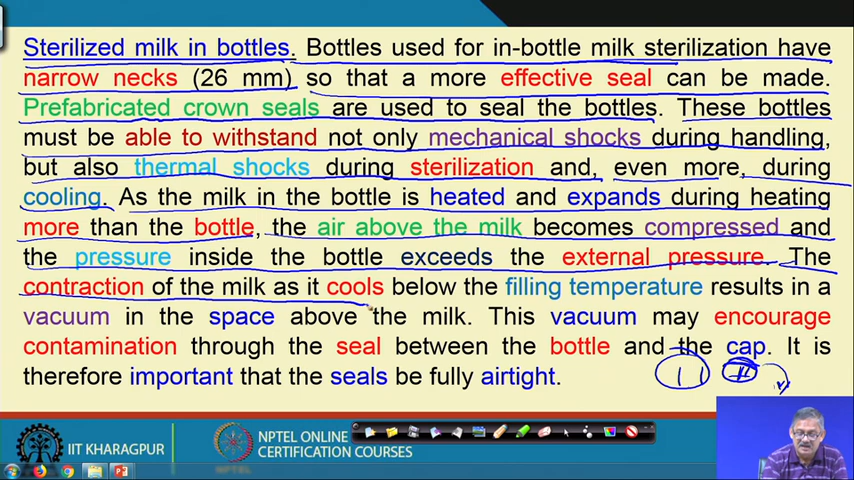 Sterilized milk in bottles. Bottles used for in-bottle milk sterilization have
narrow necks (26 mm) so that a more effective seal can be made.
Prefabricated crown seals are used to seal the bottles. These bottles
must be able to withstand not only mechanical shocks during handling,
but also thermal shocks during sterilization and, even more, during
cooling. As the milk in the bottle is heated and expands during heating
more than the bottle, the air above the milk becomes compressed and
the pressure inside the bottle exceeds the external pressure. The
contraction of the milk as it cools below the filling temperature results in a
vacuum in the space above the milk. This vacuum may encourage
contamination through the seal between the bottle and the cap. It is
therefore important that the seals be fully airtight.
IIT KHARAGPUR
NPTEL ONLINE
CERTIFICATION COURSES